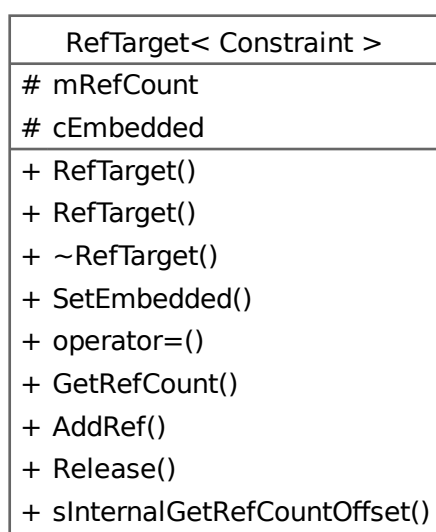 RefTarget< Constraint >
# mRefCount
# cEmbedded
+ RefTarget()
+ RefTarget()
+ ~RefTarget()
+ SetEmbedded()
+ operator=()
+ GetRefCount()
+ AddRef()
+ Release()
+ sInternalGetRefCountOffset()